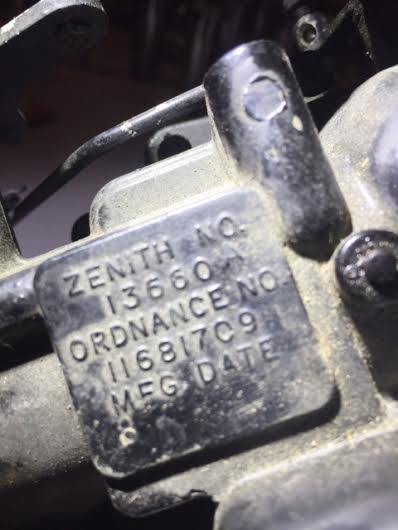 ZENITH NO.
13660A
ORDNANCE NO.
11681709
MFG DATE